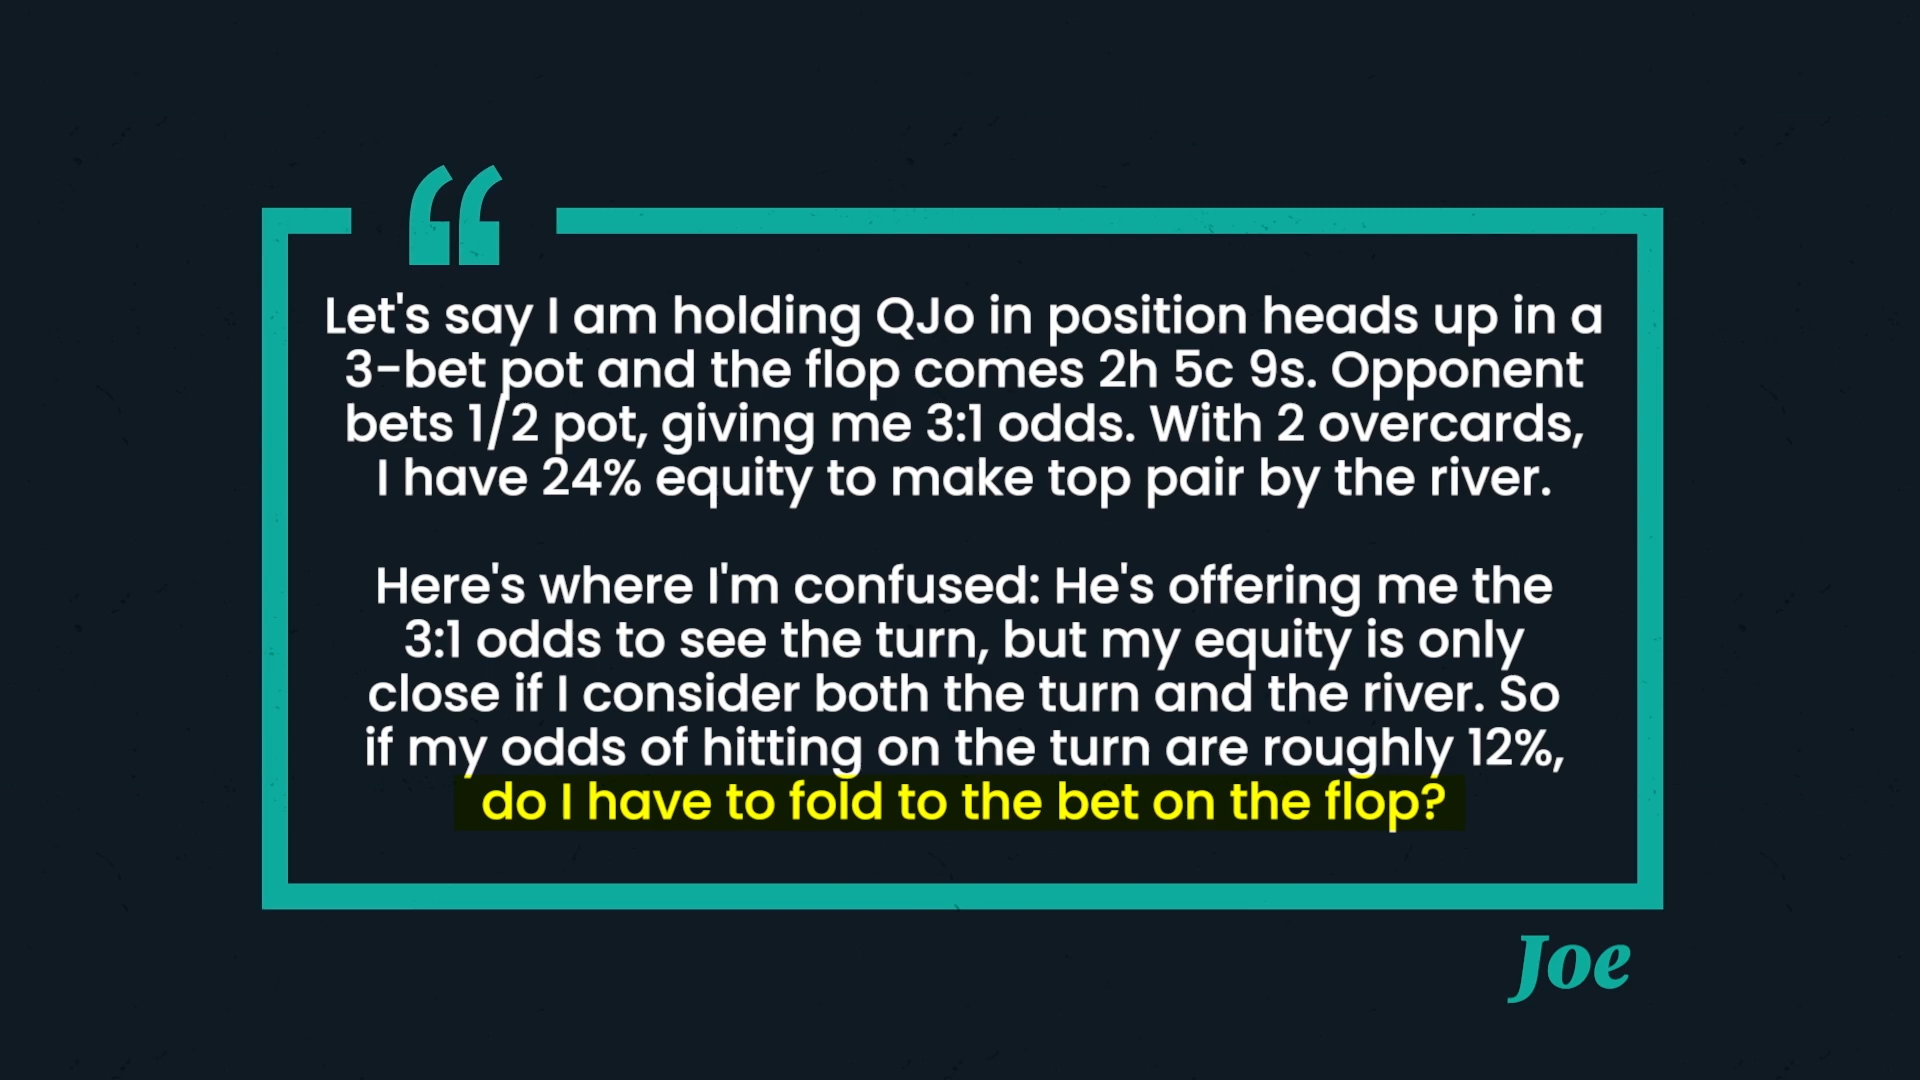 “
Let's say I am holding QJo in position heads up in a
3-bet pot and the flop comes 2h 5c 9s. Opponent
bets 1/2 pot, giving me 3:1 odds. With 2 overcards,
I have 24% equity to make top pair by the river.
Here's where I'm confused: He's offering me the
3:1 odds to see the turn, but my equity is only
close if I consider both the turn and the river. So
if my odds of hitting on the turn are roughly 12%,
do I have to fold to the bet on the flop?
Joe